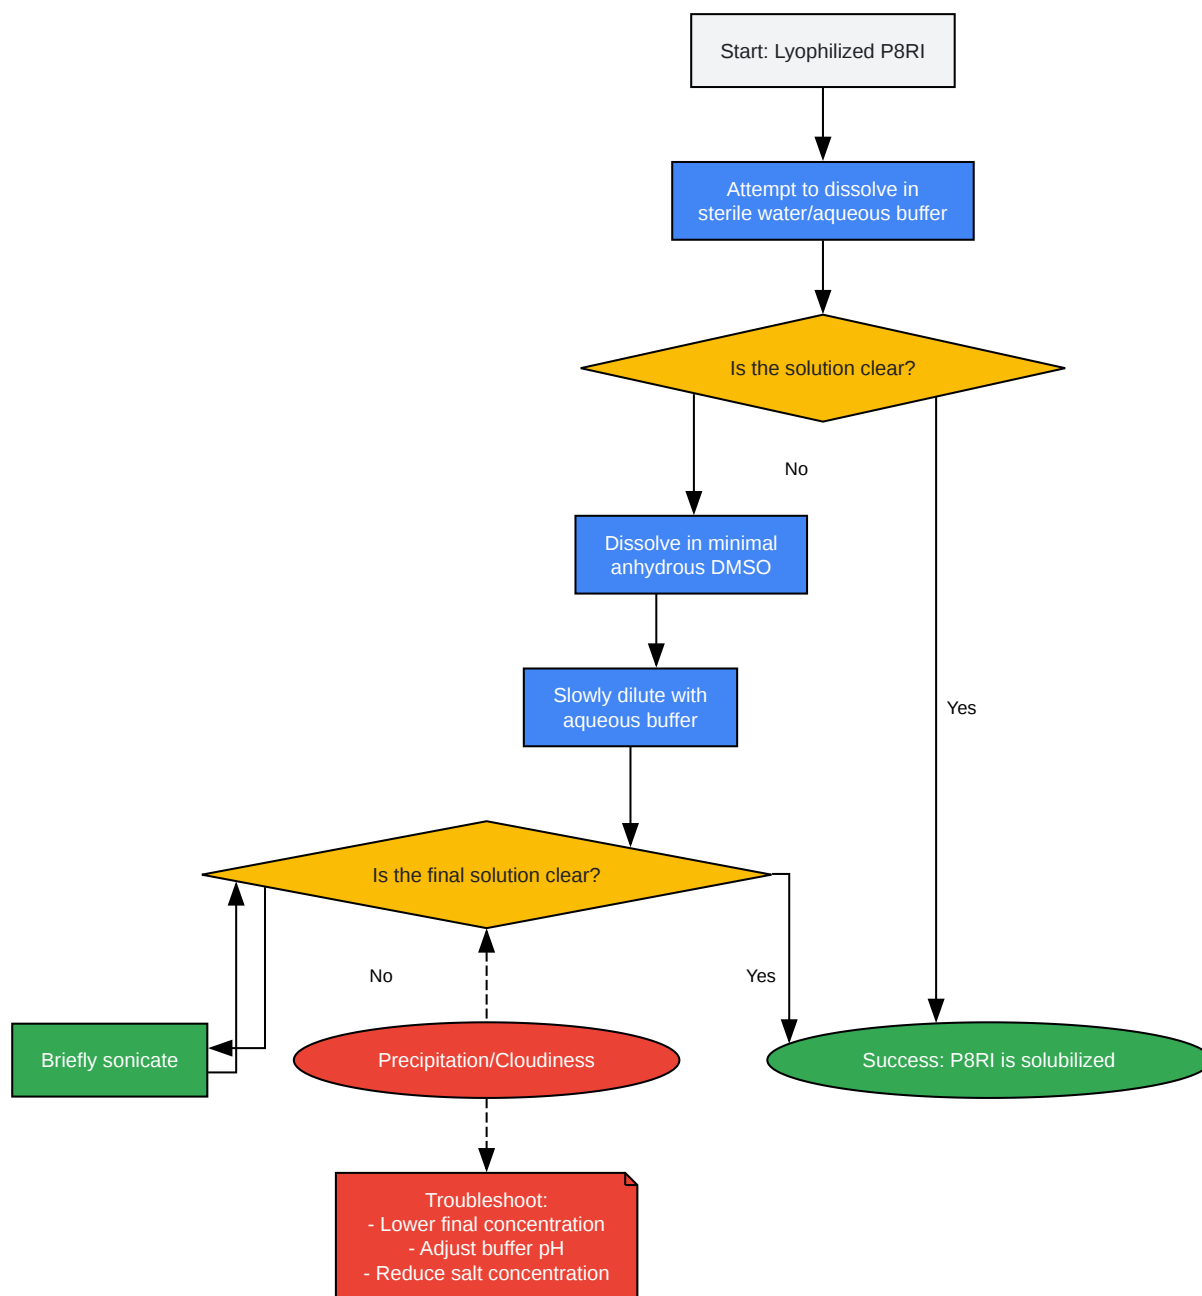 Start: Lyophilized P8RI
Attempt to dissolve in
sterile water/aqueous buffer
Is the solution clear?
No
Dissolve in minimal
anhydrous DMSO
Slowly dilute with
aqueous buffer
Yes
Is the final solution clear?
No
Yes
Briefly sonicate
Precipitation/Cloudiness
Success: P8RI is solubilized
Troubleshoot:
- Lower final concentration
- Adjust buffer pH
- Reduce salt concentration